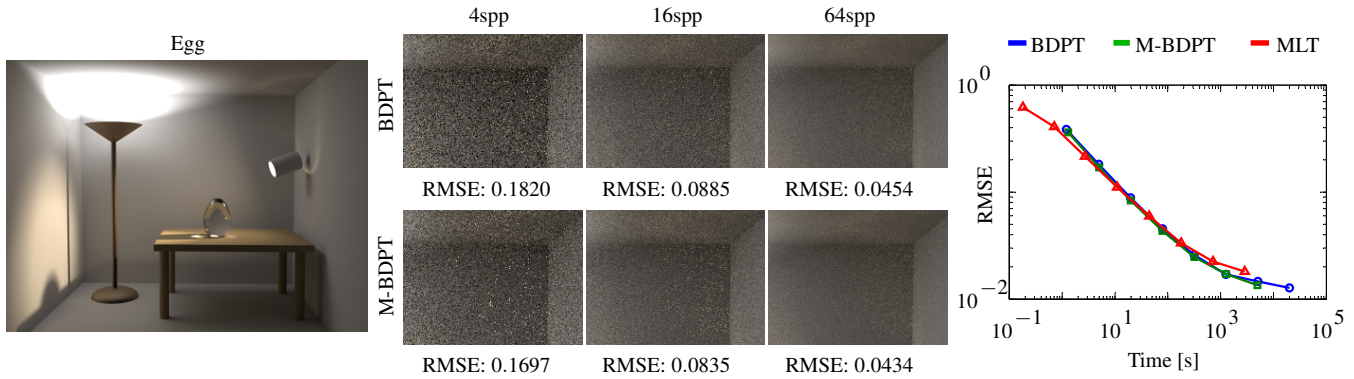 Egg
4spp 16spp 64spp
BDPT
RMSE: 0.1820 RMSE: 0.0885 RMSE: 0.0454
M-BDPT
RMSE: 0.1697 RMSE: 0.0835 RMSE: 0.0434
BDPT M-BDPT MLT
10^0
RMSE
10^-2
10^-1 10^1 10^3 10^5
Time [s]